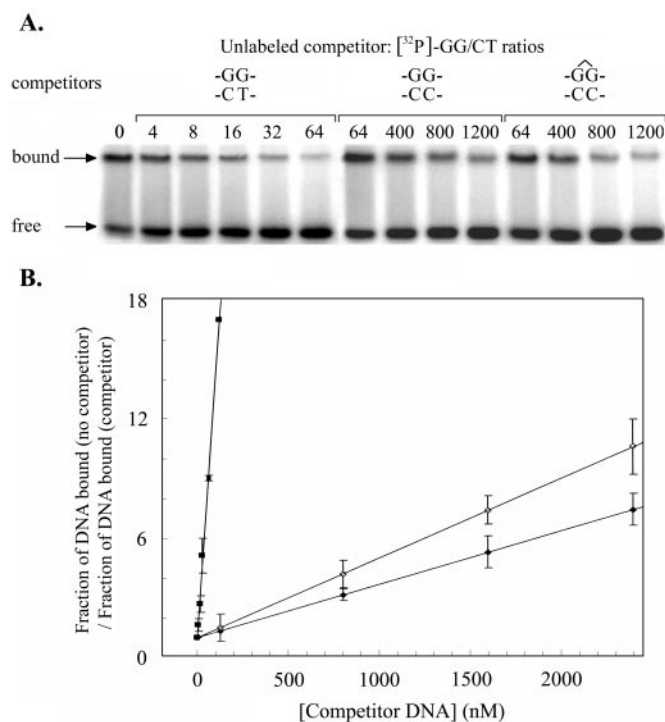 A.
Unlabeled competitor: [³²P]-GG/CT ratios
competitors
-GG-
-CT-
-GG-
-CC-
-GG-
-CC-
0 4 8 16 32 64 64 400 800 1200 64 400 800 1200
bound
free
B.
Fraction of DNA bound (no competitor)
/ Fraction of DNA bound (competitor)
18
12
6
0
0 500 1000 1500 2000
[Competitor DNA] (nM)